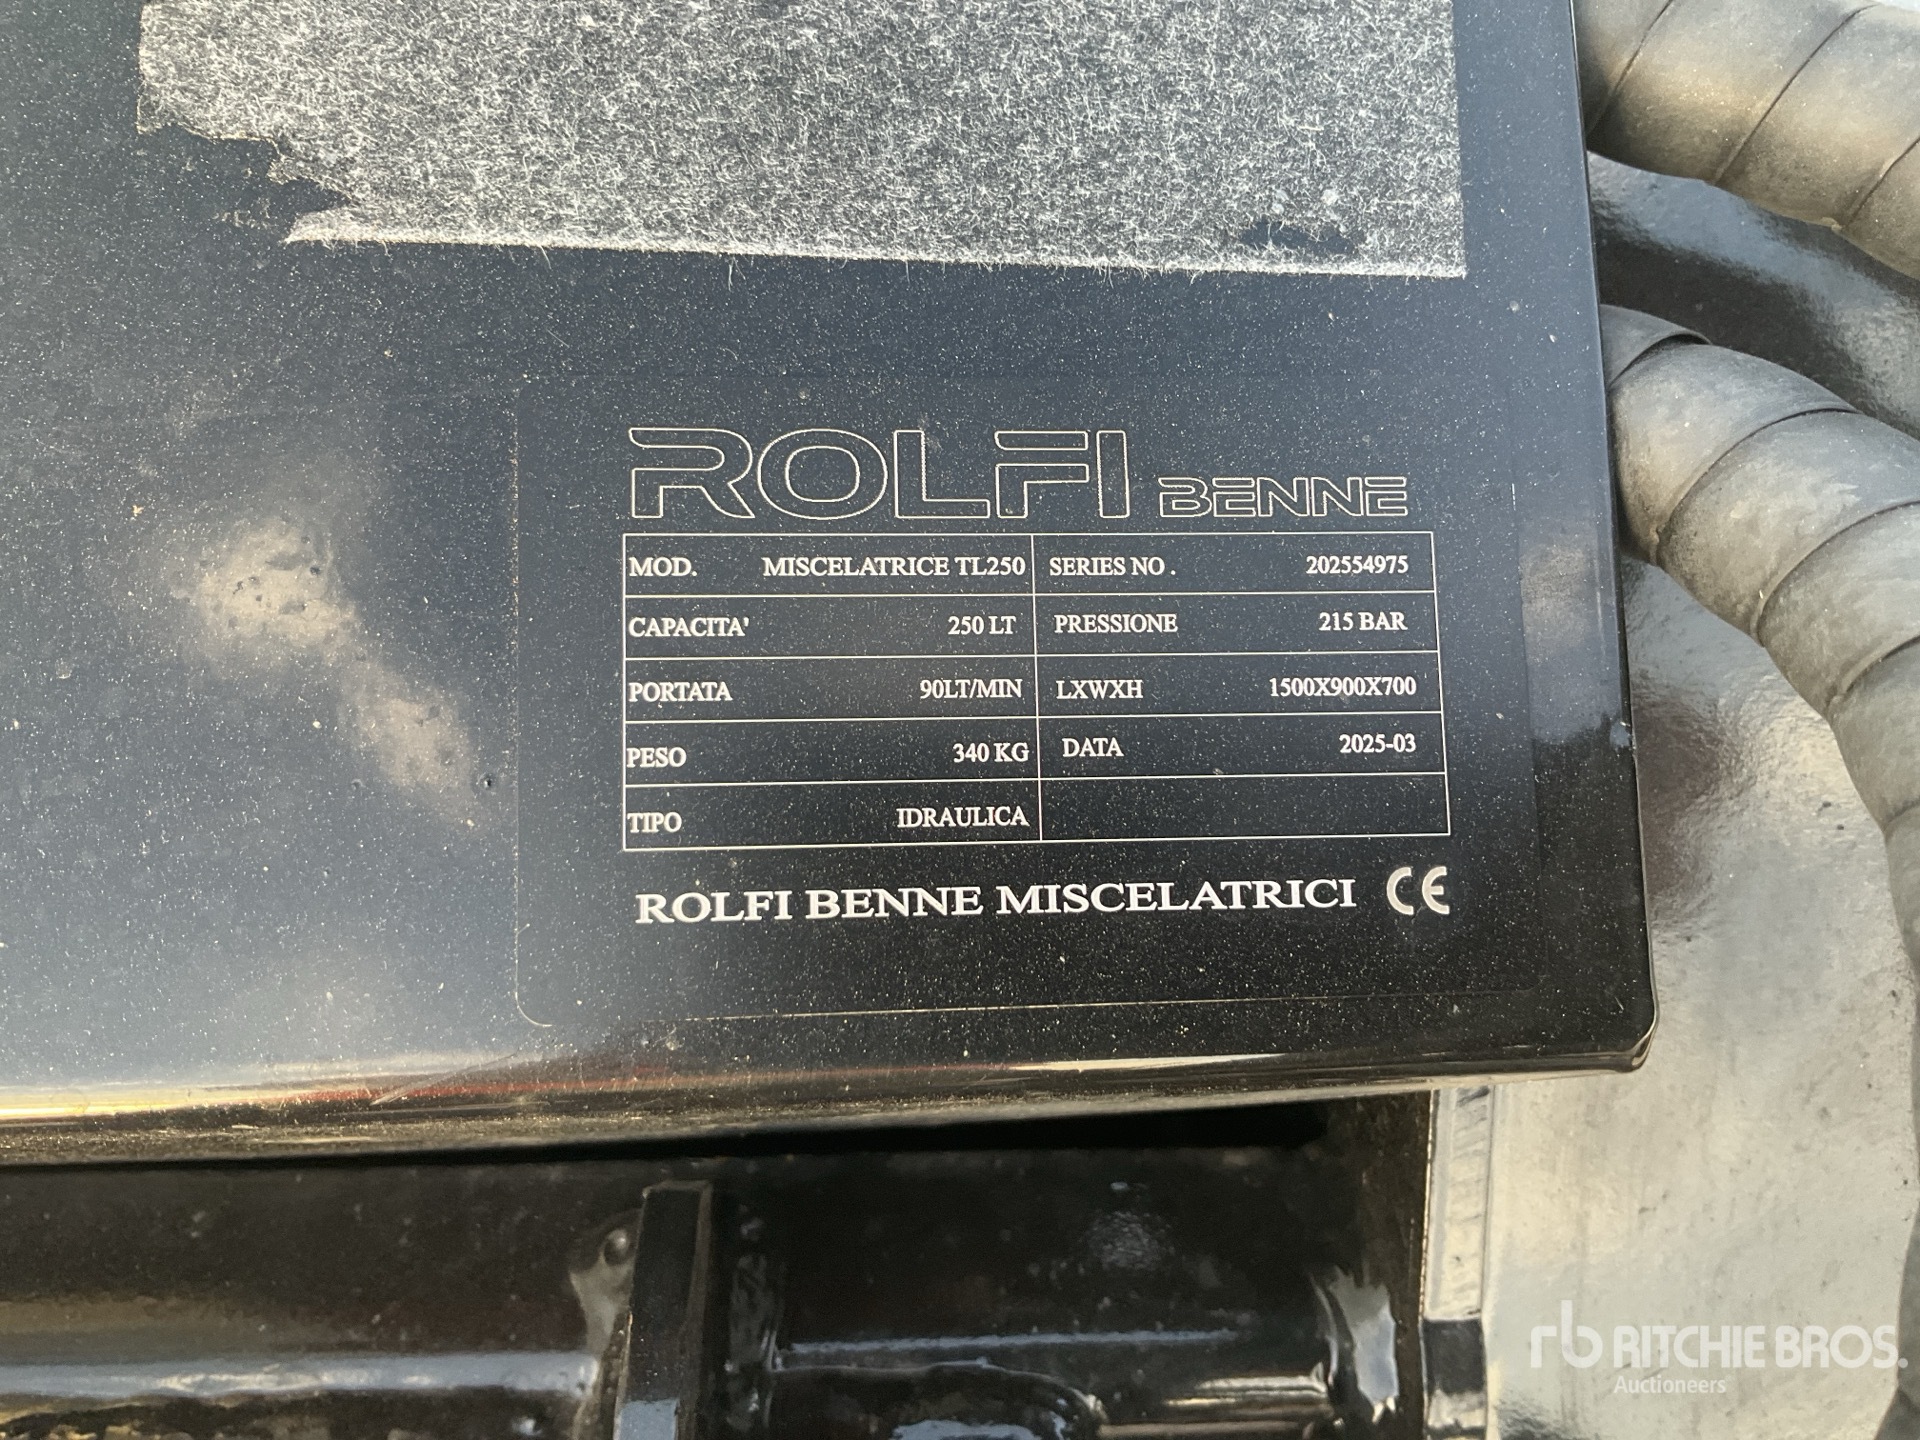 ROLFI BENNE
MOD. MISCELATRICE TL250 SERIES NO. 202554975
CAPACITA' 250 LT PRESSIONE 215 BAR
PORTATA 90LT/MIN LXWXH 1500X900X700
PESO 340 KG DATA 2025-03
TIPO IDRAULICA
ROLFI BENNE MISCELATRICI CE
rb RITCHIE BROS.
Auctioneers